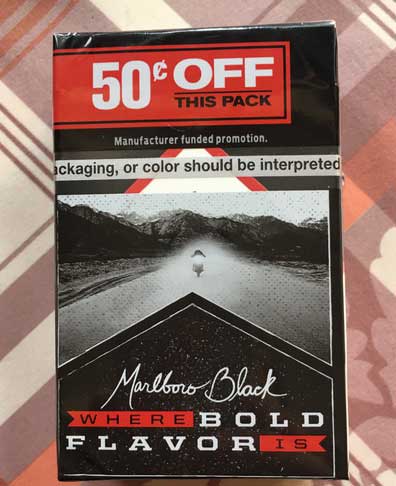 50¢ OFF
THIS PACK
Manufacturer funded promotion.
ackaging, or color should be interpreted
Marlboro Black
WHERE BOLD
FLAVOR IS